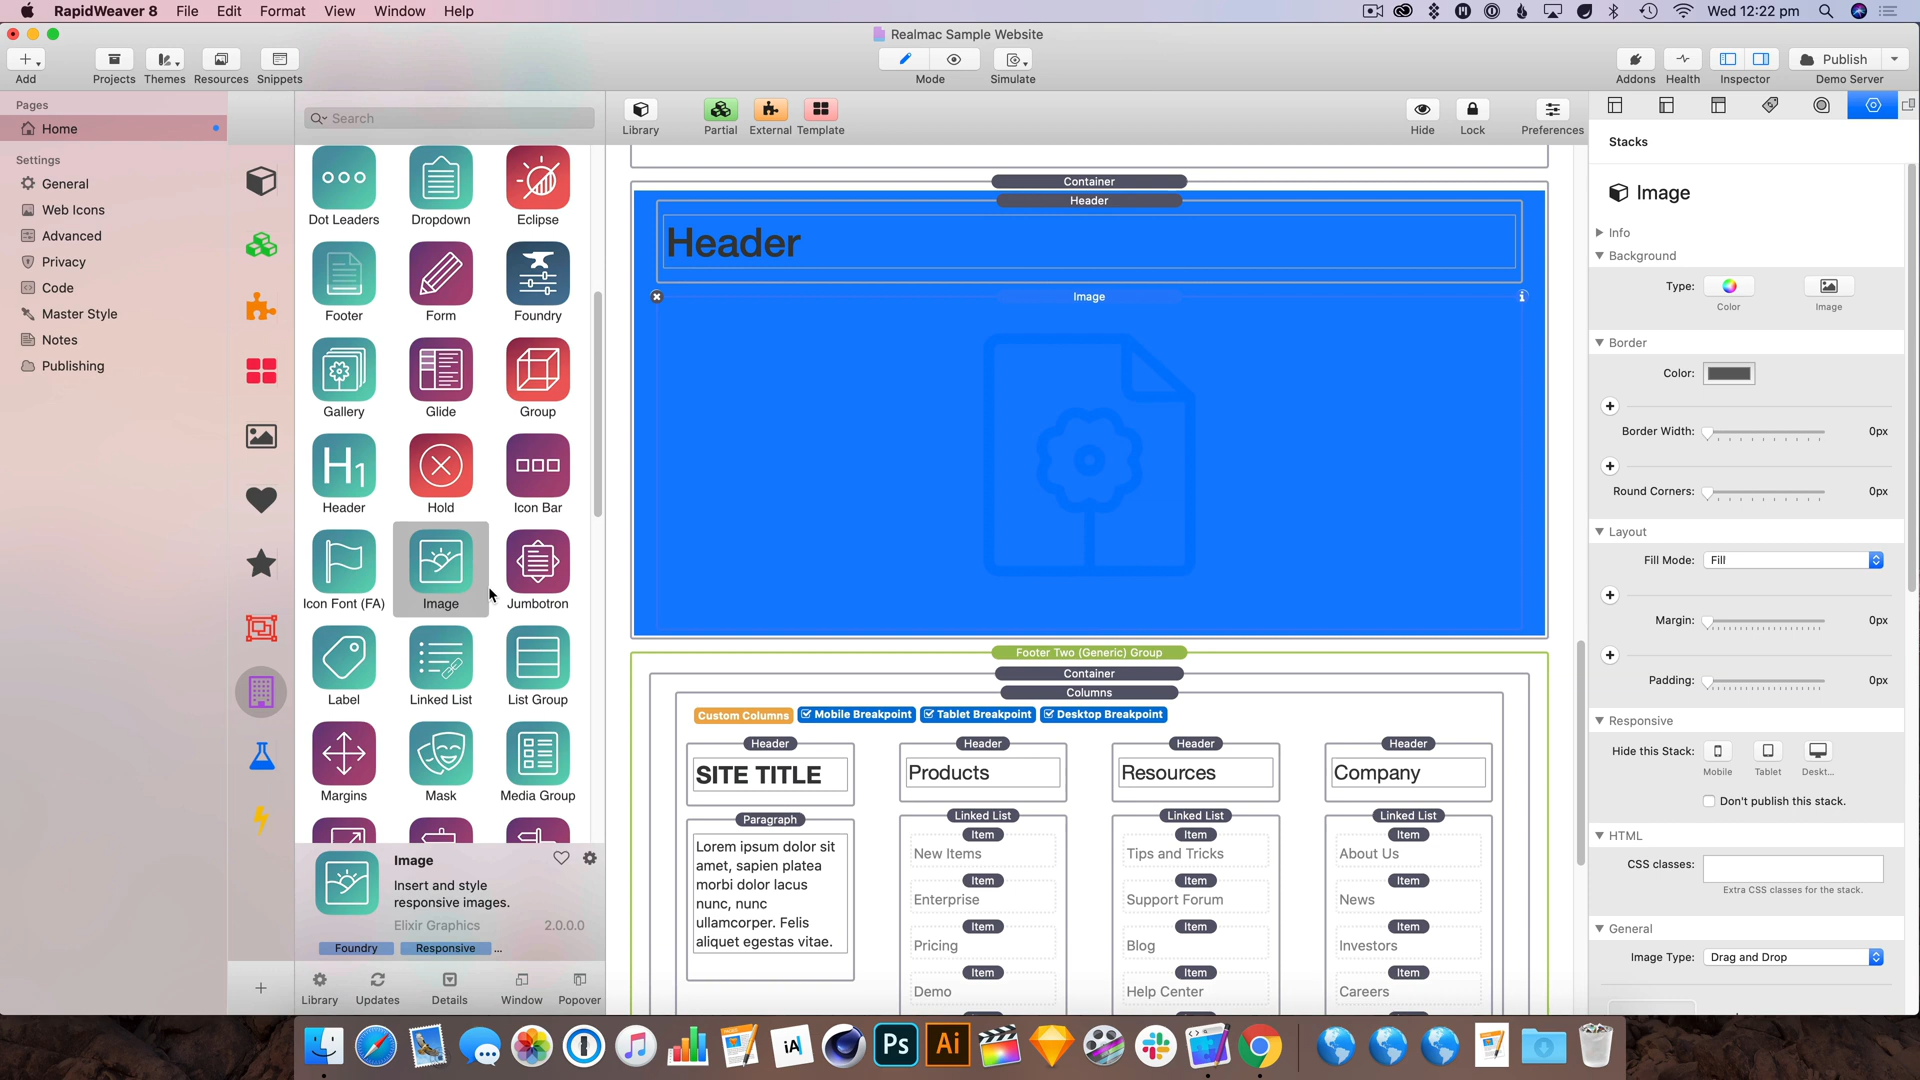 RapidWeaver 8 File Edit Format View Window Help
Wed 12:22 pm
Realmac Sample Website
Add Projects Themes Resources Snippets
Mode Simulate
Addons Health Inspector
Publish
Demo Server
Pages
Home
Settings
General
Web Icons
Advanced
Privacy
Code
Master Style
Notes
Publishing
Search
Dot Leaders Dropdown Eclipse
Footer Form Foundry
Gallery Glide Group
H1
Header Hold Icon Bar
Icon Font (FA) Image Jumbotron
Label Linked List List Group
Margins Mask Media Group
Image
Insert and style
responsive images.
Elixir Graphics 2.0.0.0
Foundry Responsive ...
Library Updates Details Window Popover
Library Partial External Template
Hide Lock Preferences
Container
Header
Header
Image
Footer Two (Generic) Group
Container
Columns
Custom Columns Mobile Breakpoint Tablet Breakpoint Desktop Breakpoint
Header Header Header Header
SITE TITLE Products Resources Company
Paragraph Linked List Linked List Linked List
Lorem ipsum dolor sit
amet, sapien platea
morbi dolor lacus
nunc, nunc
ullamcorper. Felis
aliquet egestas vitae.
Item Item Item
New Items Tips and Tricks About Us
Item Item Item
Enterprise Support Forum News
Item Item Item
Pricing Blog Investors
Item Item Item
Demo Help Center Careers
Stacks
Image
Info
Background
Type:
Color Image
Border
Color:
Border Width: 0px
Round Corners: 0px
Layout
Fill Mode: Fill
Margin: 0px
Padding: 0px
Responsive
Hide this Stack:
Mobile Tablet Deskt...
Don't publish this stack.
HTML
CSS classes:
Extra CSS classes for the stack.
General
Image Type: Drag and Drop
iA Ps Ai